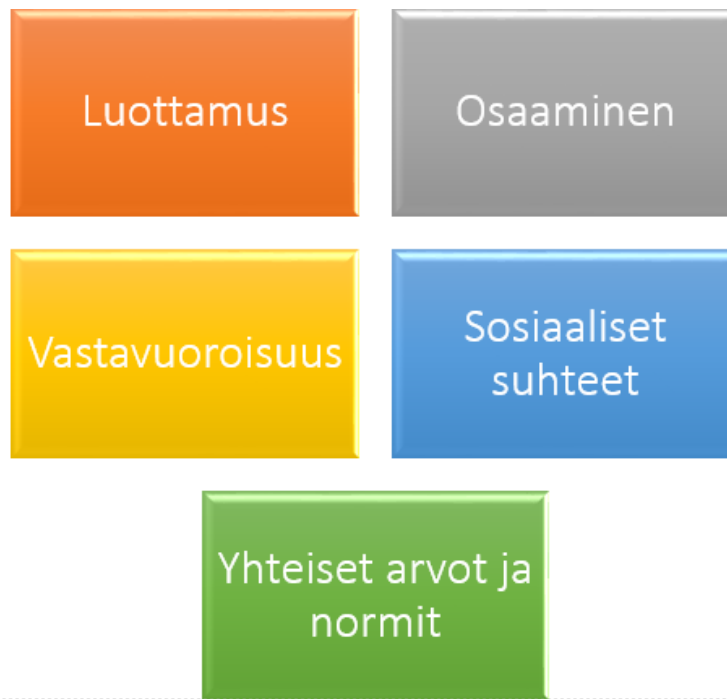 Luottamus
Osaaminen
Vastavuoroisuus
Sosiaaliset
suhteet
Yhteiset arvot ja
normit